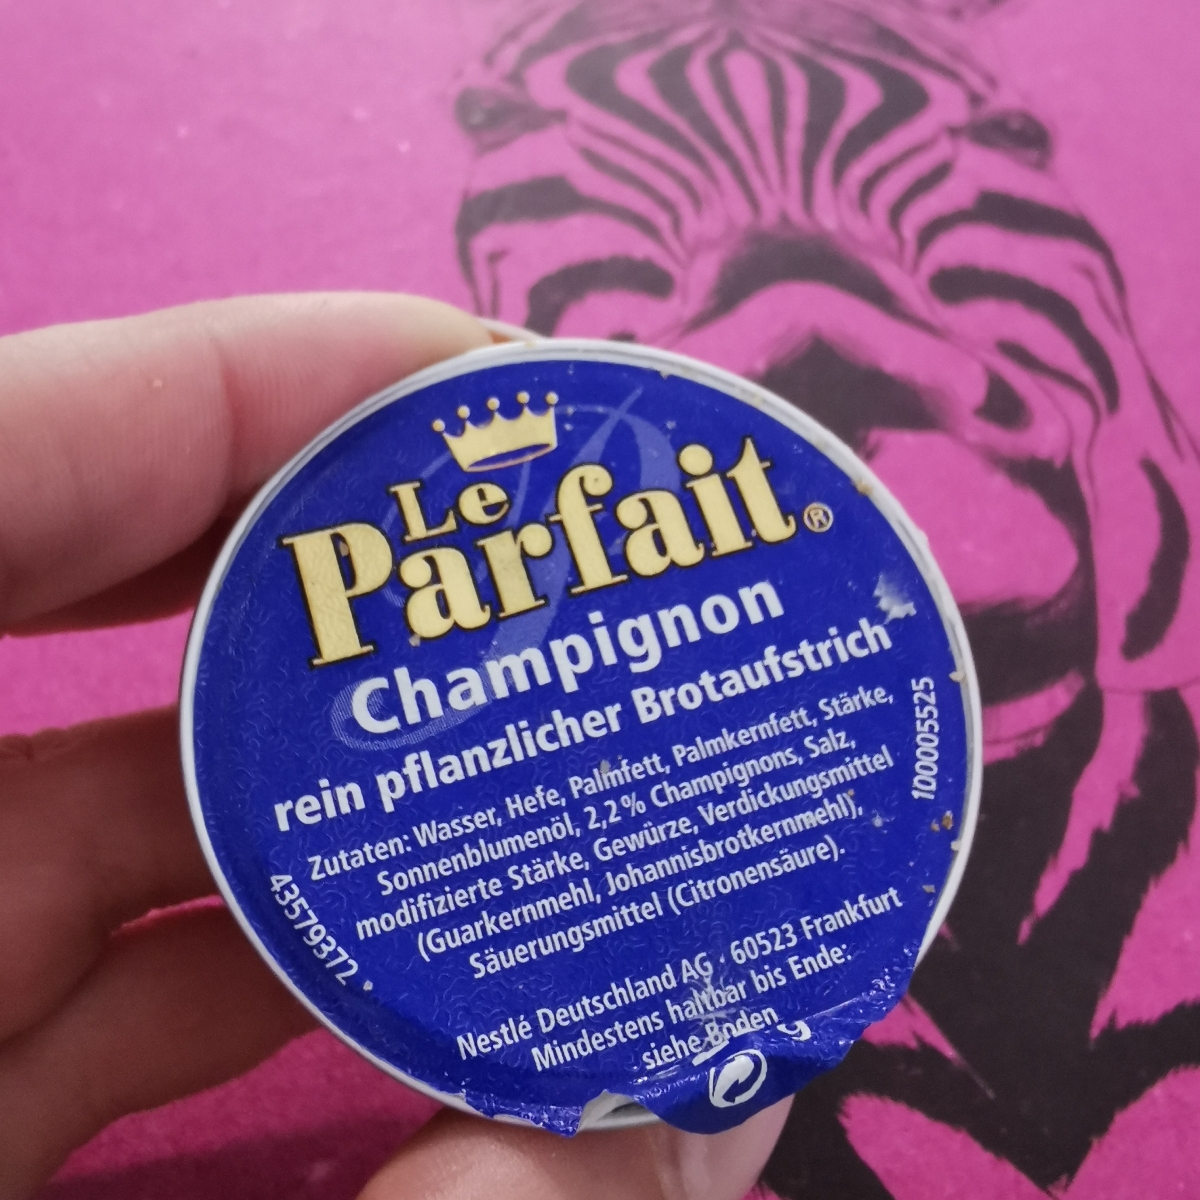 Le
Parfait®
Champignon
rein pflanzlicher Brotaufstrich
Zutaten: Wasser, Hefe, Palmfett, Palmkernfett, Stärke,
Sonnenblumenöl, 2,2% Champignons, Salz,
modifizierte Stärke, Gewürze, Verdickungsmittel
(Guarkernmehl, Johannisbrotkernmehl),
Säuerungsmittel (Citronensäure).
Nestlé Deutschland AG · 60523 Frankfurt
Mindestens haltbar bis Ende:
siehe Boden
43579372
100005525